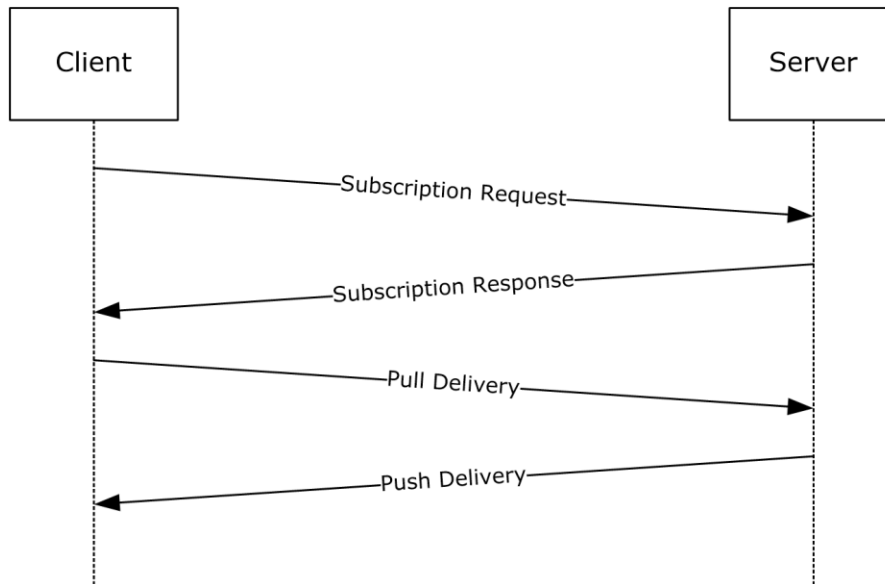 Client
Server
Subscription Request
Subscription Response
Pull Delivery
Push Delivery